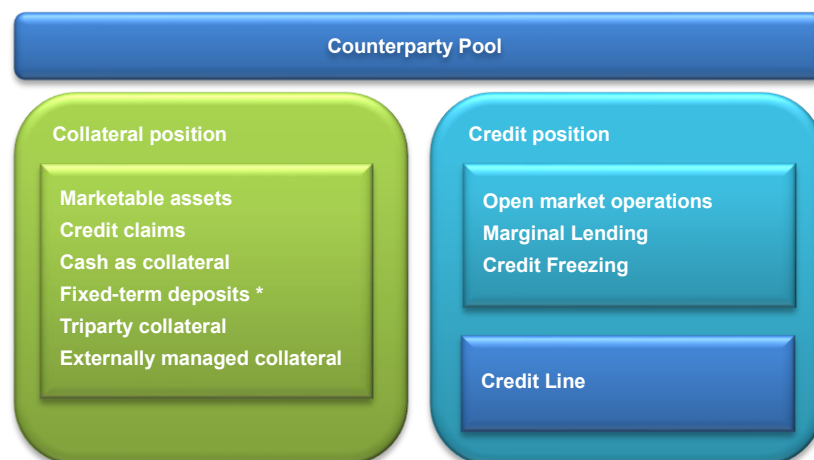 Counterparty Pool
Collateral position
Marketable assets
Credit claims
Cash as collateral
Fixed-term deposits *
Triparty collateral
Externally managed collateral
Credit position
Open market operations
Marginal Lending
Credit Freezing
Credit Line